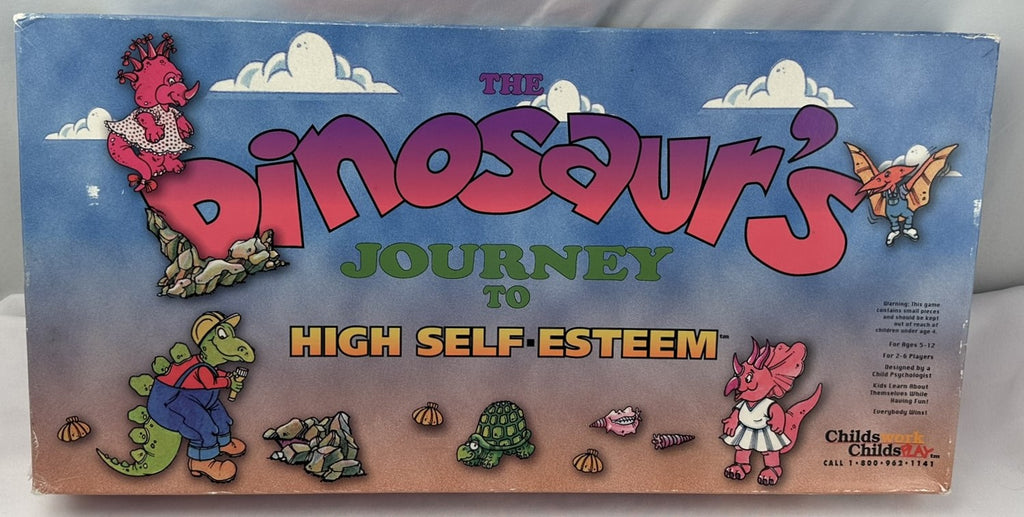 THE
Dinosaur's
JOURNEY
TO
HIGH SELF-ESTEEM™
Warning: This game
contains small pieces
and should be kept
out of reach of
children under age 4.
For Ages 5-12
For 2-6 Players
Designed by a
Child Psychologist
Kids Learn About
Themselves While
Having Fun!
Everybody Wins!
Childswork
ChildsPLAY™
CALL 1•800•962•1141